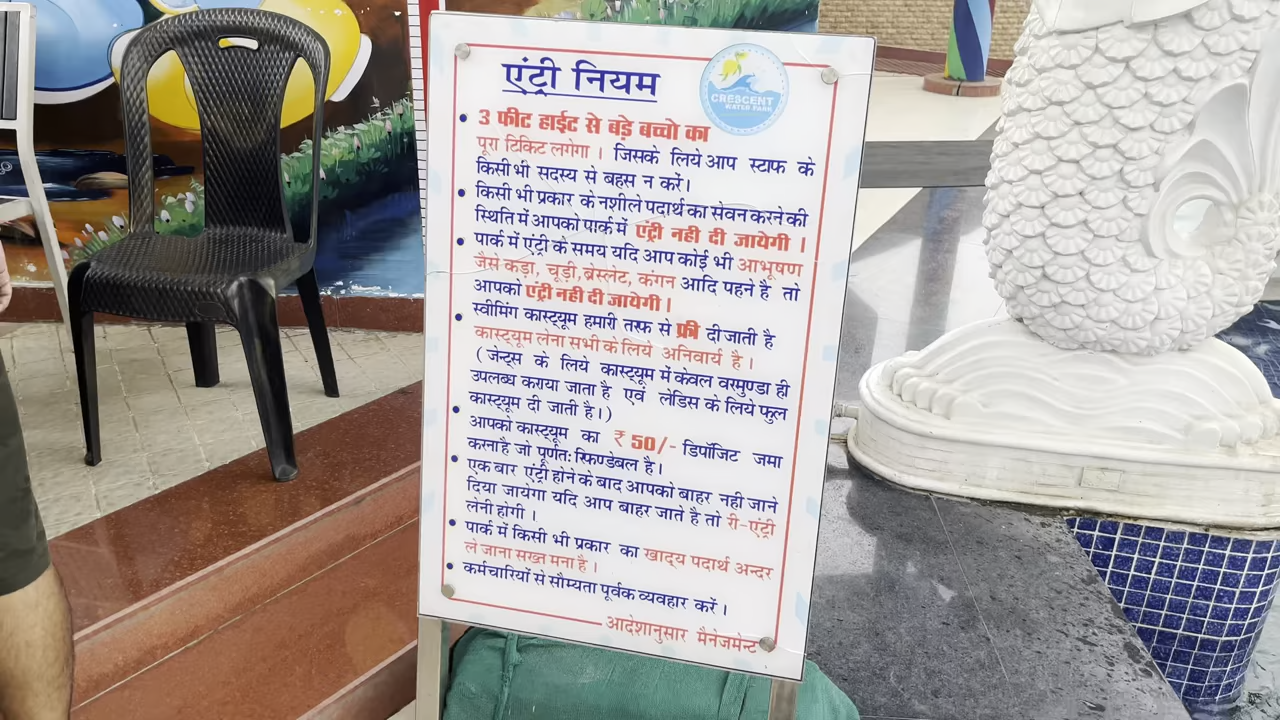 एंट्री नियम
CRESCENT
WATER PARK
3 फीट हाईट से बड़े बच्चो का
पूरा टिकिट लगेगा । जिसके लिये आप स्टाफ के
किसी भी सदस्य से बहस न करें।
किसी भी प्रकार के नशीले पदार्थ का सेवन करने की
स्थिति में आपको पार्क में एंट्री नही दी जायेगी ।
पार्क में एंट्री के समय यदि आप कोई भी आभूषण
जैसे कड़ा, चूड़ी, ब्रेस्लेट, कंगन आदि पहने है तो
आपको एंट्री नही दी जायेगी ।
स्वीमिंग कास्ट्यूम हमारी तरफ से फ्री दी जाती है
कास्ट्यूम लेना सभी के लिये अनिवार्य है ।
( जेन्ट्स के लिये कास्ट्यूम में केवल वरमुण्डा ही
उपलब्ध कराया जाता है एवं लेडिस के लिये फुल
कास्ट्यूम दी जाती है।)
आपको कास्ट्यूम का ₹ 50/- डिपॉजिट जमा
करना है जो पूर्णतः रिफण्डेबल है।
एक बार एंट्री होने के बाद आपको बाहर नही जाने
दिया जायेगा यदि आप बाहर जाते है तो री-एंट्री
लेनी होगी ।
पार्क में किसी भी प्रकार का खाद्य पदार्थ अन्दर
ले जाना सख्त मना है ।
कर्मचारियों से सौम्यता पूर्वक व्यवहार करें ।
आदेशानुसार मैनेजमेन्ट